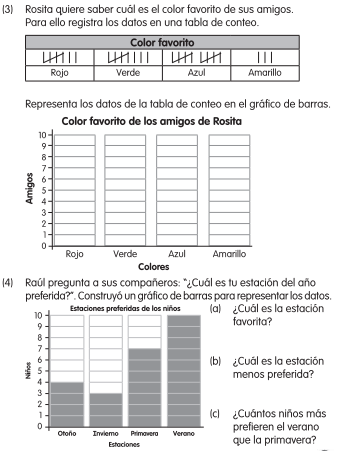 (3) Rosita quiere saber cuál es el color favorito de sus amigos.
Para ello registra los datos en una tabla de conteo.
Color favorito
Rojo Verde Azul Amarillo
Representa los datos de la tabla de conteo en el gráfico de barras.
Color favorito de los amigos de Rosita
Amigos
10
9
8
7
6
5
4
3
2
1
0
Rojo Verde Azul Amarillo
Colores
(4) Raúl pregunta a sus compañeros: "¿Cuál es tu estación del año
preferida?". Construyó un gráfico de barras para representar los datos.
Estaciones preferidas de los niños
Niños
10
9
8
7
6
5
4
3
2
1
0
Otoño Invierno Primavera Verano
Estaciones
(a) ¿Cuál es la estación
favorita?
(b) ¿Cuál es la estación
menos preferida?
(c) ¿Cuántos niños más
prefieren el verano
que la primavera?